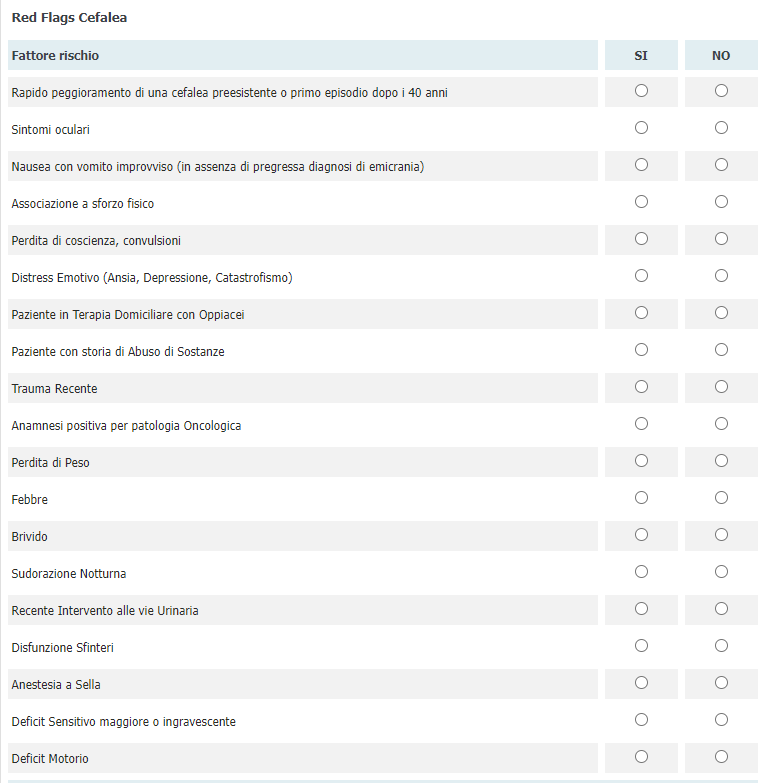 Red Flags Cefalea
Fattore rischio SI NO
Rapido peggioramento di una cefalea preesistente o primo episodio dopo i 40 anni
Sintomi oculari
Nausea con vomito improvviso (in assenza di pregressa diagnosi di emicrania)
Associazione a sforzo fisico
Perdita di coscienza, convulsioni
Distress Emotivo (Ansia, Depressione, Catastrofismo)
Paziente in Terapia Domiciliare con Oppiacei
Paziente con storia di Abuso di Sostanze
Trauma Recente
Anamnesi positiva per patologia Oncologica
Perdita di Peso
Febbre
Brivido
Sudorazione Notturna
Recente Intervento alle vie Urinaria
Disfunzione Sfinteri
Anestesia a Sella
Deficit Sensitivo maggiore o ingravescente
Deficit Motorio